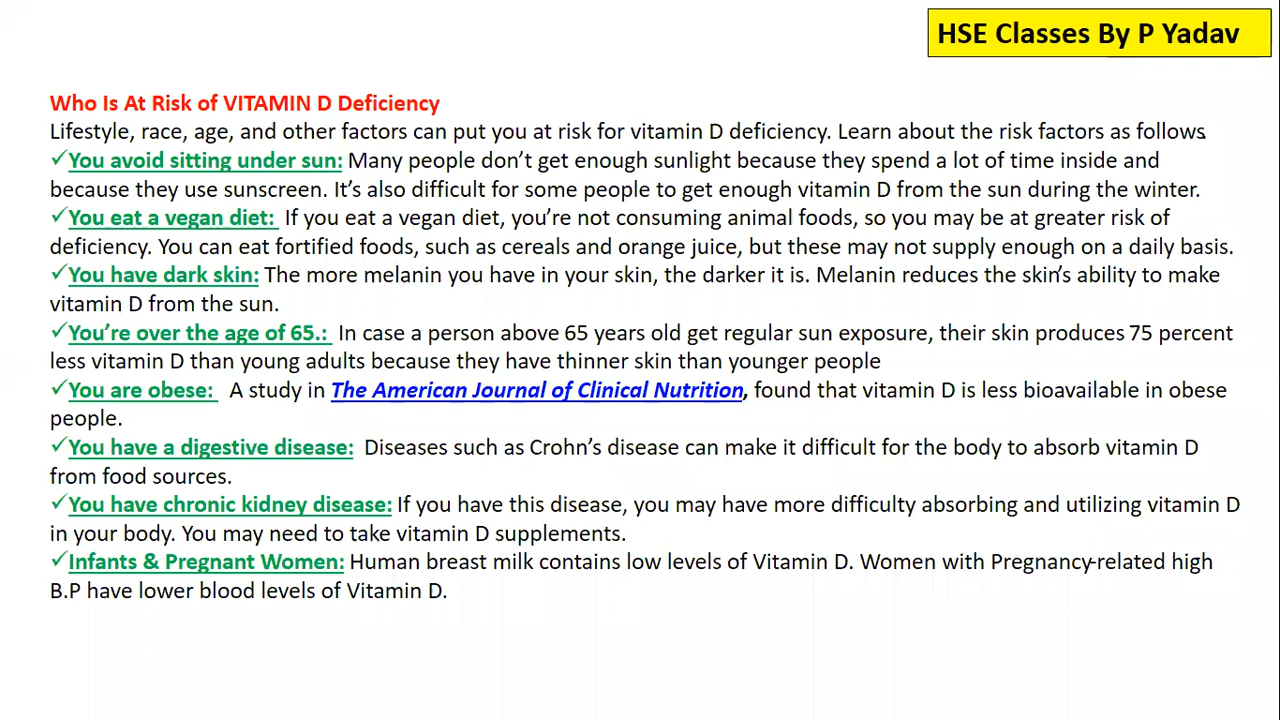 HSE Classes By P Yadav
Who Is At Risk of VITAMIN D Deficiency
Lifestyle, race, age, and other factors can put you at risk for vitamin D deficiency. Learn about the risk factors as follows.
✓You avoid sitting under sun: Many people don’t get enough sunlight because they spend a lot of time inside and
because they use sunscreen. It’s also difficult for some people to get enough vitamin D from the sun during the winter.
✓You eat a vegan diet: If you eat a vegan diet, you’re not consuming animal foods, so you may be at greater risk of
deficiency. You can eat fortified foods, such as cereals and orange juice, but these may not supply enough on a daily basis.
✓You have dark skin: The more melanin you have in your skin, the darker it is. Melanin reduces the skin’s ability to make
vitamin D from the sun.
✓You’re over the age of 65.: In case a person above 65 years old get regular sun exposure, their skin produces 75 percent
less vitamin D than young adults because they have thinner skin than younger people
✓You are obese: A study in The American Journal of Clinical Nutrition, found that vitamin D is less bioavailable in obese
people.
✓You have a digestive disease: Diseases such as Crohn’s disease can make it difficult for the body to absorb vitamin D
from food sources.
✓You have chronic kidney disease: If you have this disease, you may have more difficulty absorbing and utilizing vitamin D
in your body. You may need to take vitamin D supplements.
✓Infants & Pregnant Women: Human breast milk contains low levels of Vitamin D. Women with Pregnancy-related high
B.P have lower blood levels of Vitamin D.